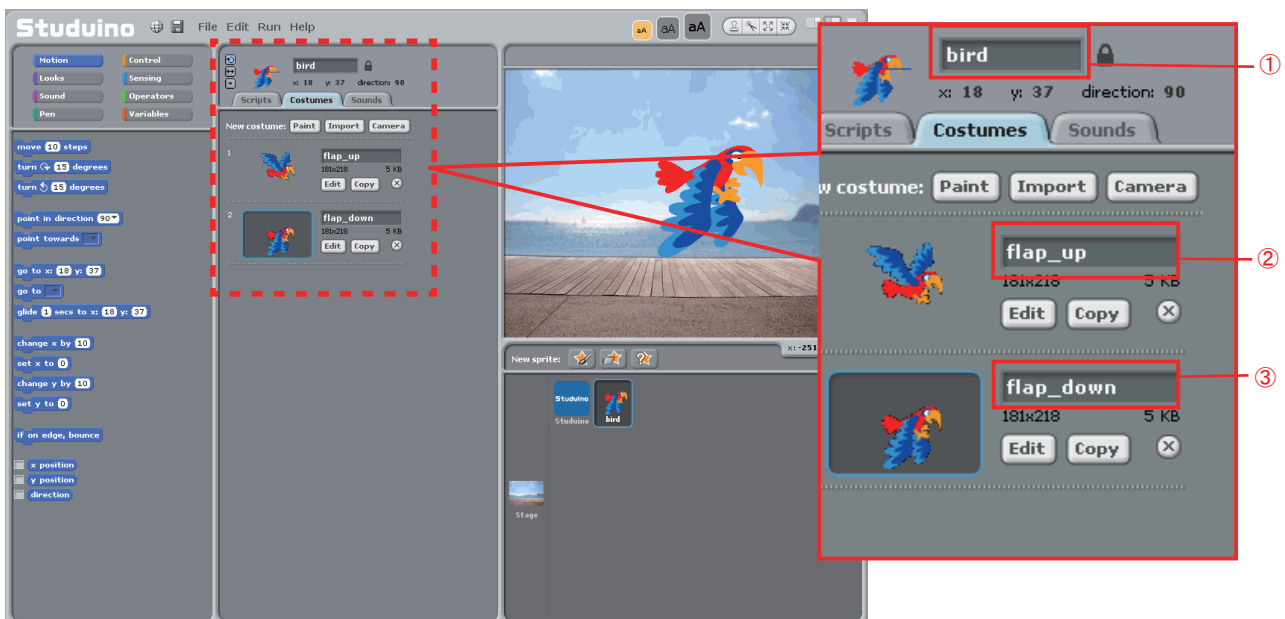 Studuino File Edit Run Help
Motion Control
Looks Sensing
Sound Operators
Pen Variables
move 10 steps
turn 15 degrees
turn 15 degrees
point in direction 90
point towards
go to x: 18 y: 37
go to
glide 1 secs to x: 18 y: 37
change x by 10
set x to 0
change y by 10
set y to 0
if on edge, bounce
x position
y position
direction
bird
x: 18 y: 37 direction: 90
Scripts Costumes Sounds
New costume: Paint Import Camera
1 flap_up
181x218 5 KB
Edit Copy
2 flap_down
181x218 5 KB
Edit Copy
aA aA aA
x: -251
New sprite:
Studuino
Studuino bird
Stage
bird ①
x: 18 y: 37 direction: 90
Scripts Costumes Sounds
w costume: Paint Import Camera
flap_up ②
181x218 5 KB
Edit Copy
flap_down ③
181x218 5 KB
Edit Copy